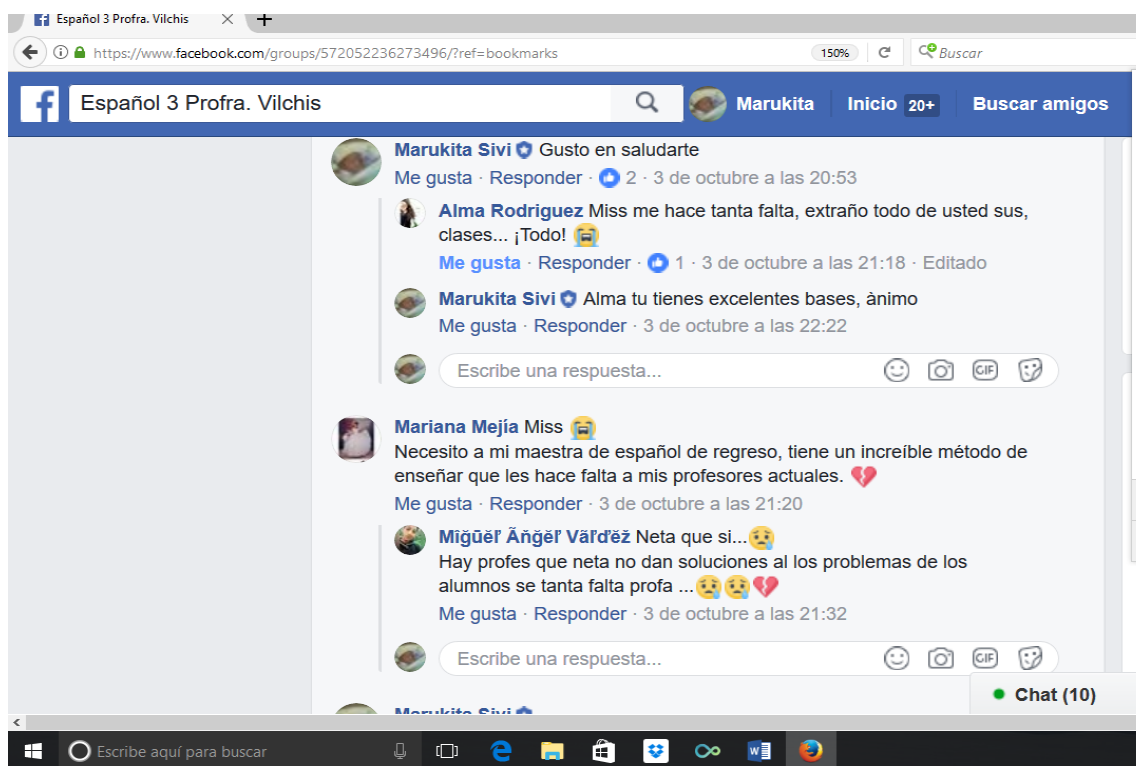 Español 3 Profra. Vilchis
https://www.facebook.com/groups/572052236273496/?ref=bookmarks
150%
Buscar
Español 3 Profra. Vilchis
Marukita
Inicio 20+
Buscar amigos
Marukita Sivi Gusto en saludarte
Me gusta · Responder · 2 · 3 de octubre a las 20:53
Alma Rodriguez Miss me hace tanta falta, extraño todo de usted sus,
clases... ¡Todo! 😭
Me gusta · Responder · 1 · 3 de octubre a las 21:18 · Editado
Marukita Sivi Alma tu tienes excelentes bases, ànimo
Me gusta · Responder · 3 de octubre a las 22:22
Escribe una respuesta...
GIF
Mariana Mejía Miss 😭
Necesito a mi maestra de español de regreso, tiene un increíble método de
enseñar que les hace falta a mis profesores actuales. 💔
Me gusta · Responder · 3 de octubre a las 21:20
Mîğūěľ Ãňğěľ Vãľďěž Neta que si...😢
Hay profes que neta no dan soluciones al los problemas de los
alumnos se tanta falta profa ...😢😢💔
Me gusta · Responder · 3 de octubre a las 21:32
Escribe una respuesta...
GIF
Marukita Sivi
Chat (10)
Escribe aquí para buscar